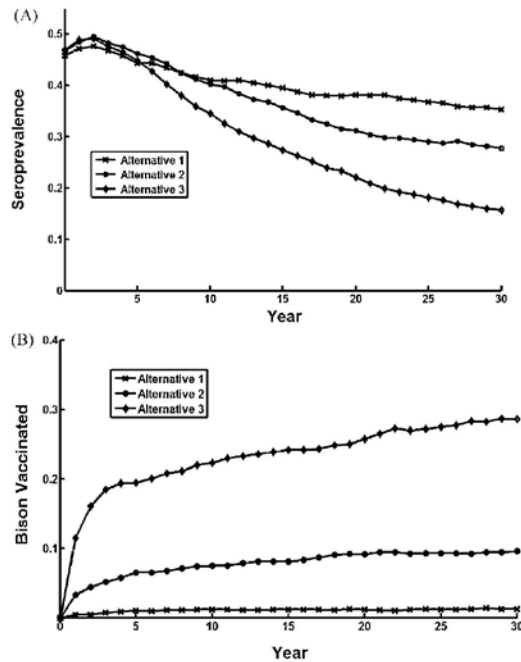 (A)
0.5
0.4
0.3
0.2
0.1
0
Seroprevalence
Alternative 1
Alternative 2
Alternative 3
5 10 15 20 25 30
Year
(B)
0.4
0.3
0.2
0.1
0
Bison Vaccinated
Alternative 1
Alternative 2
Alternative 3
0 5 10 15 20 25 30
Year